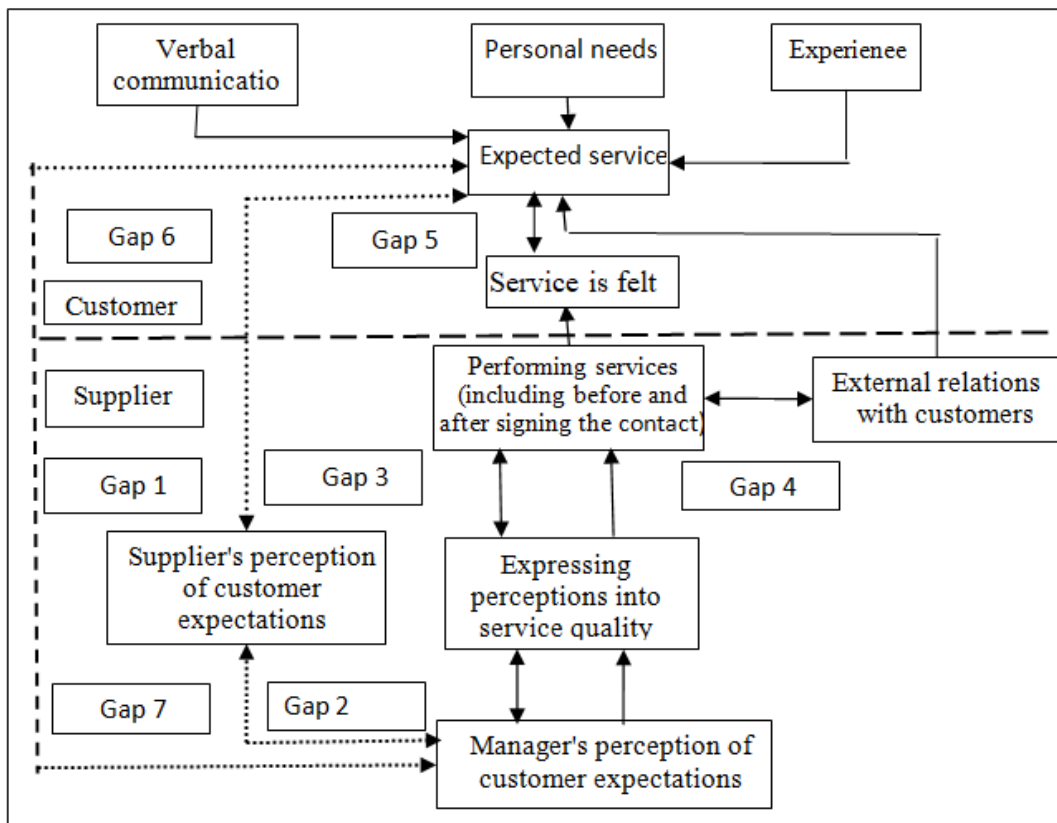 Verbal
communicatio
Personal needs
Experienee
Expected service
Gap 6
Gap 5
Service is felt
Customer
Supplier
Performing services
(including before and
after signing the contact)
External relations
with customers
Gap 1
Gap 3
Gap 4
Supplier's perception
of customer
expectations
Expressing
perceptions into
service quality
Gap 7
Gap 2
Manager's perception of
customer expectations